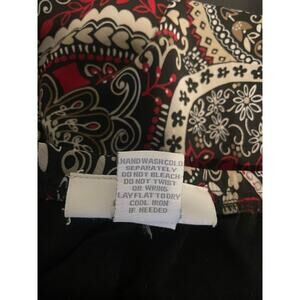 HAND WASH COLD
SEPARATELY
DO NOT BLEACH
DO NOT TWIST
OR WRING
LAY FLAT TO DRY
COOL IRON
IF NEEDED